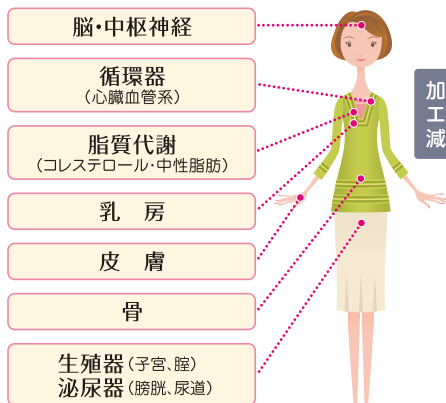 脳・中枢神経
循環器
(心臓血管系)
脂質代謝
(コレステロール・中性脂肪)
乳房
皮膚
骨
生殖器(子宮、腟)
泌尿器(膀胱、尿道)
加
工
減